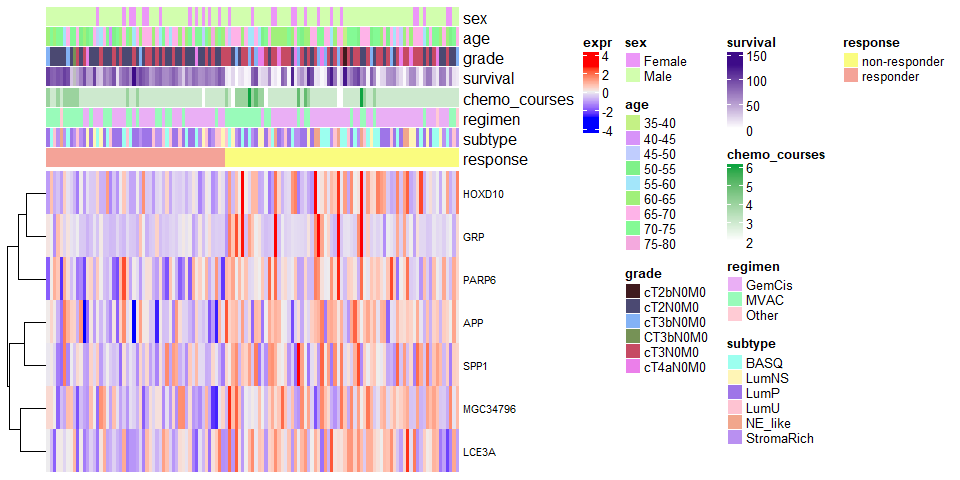 sex
age
grade
survival
chemo_courses
regimen
subtype
response
HOXD10
GRP
PARP6
APP
SPP1
MGC34796
LCE3A
expr
4
2
0
-2
-4
sex
Female
Male
age
35-40
40-45
45-50
50-55
55-60
60-65
65-70
70-75
75-80
grade
cT2bN0M0
cT2N0M0
cT3bN0M0
CT3bN0M0
cT3N0M0
cT4aN0M0
survival
150
100
50
0
chemo_courses
6
5
4
3
2
regimen
GemCis
MVAC
Other
subtype
BASQ
LumNS
LumP
LumU
NE_like
StromaRich
response
non-responder
responder